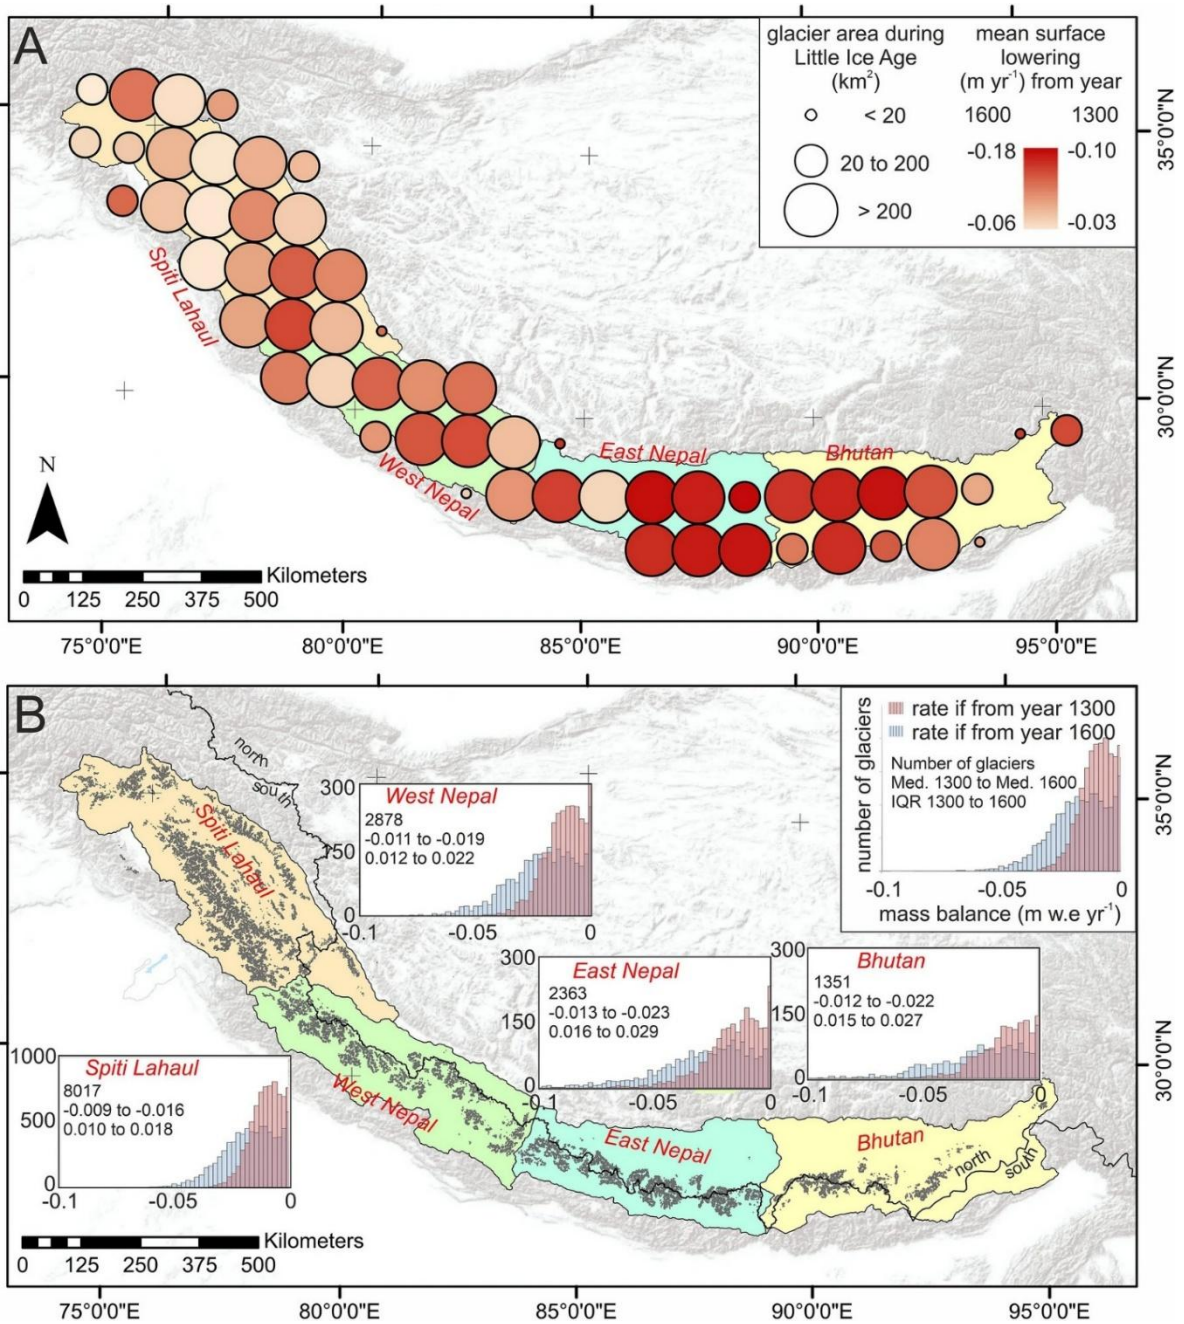 A
glacier area during
Little Ice Age
(km²)
< 20
20 to 200
> 200
mean surface
lowering
(m yr⁻¹) from year
1600 1300
-0.18 -0.10
-0.06 -0.03
35°0'0"N
30°0'0"N
Spiti Lahaul
West Nepal
East Nepal
Bhutan
N
Kilometers
0 125 250 375 500
75°0'0"E 80°0'0"E 85°0'0"E 90°0'0"E 95°0'0"E
B
north
south
Spiti Lahaul
West Nepal
East Nepal
Bhutan
north
south
300
150
0
West Nepal
2878
-0.011 to -0.019
0.012 to 0.022
-0.1 -0.05 0
number of glaciers
rate if from year 1300
rate if from year 1600
Number of glaciers
Med. 1300 to Med. 1600
IQR 1300 to 1600
-0.1 -0.05 0
mass balance (m w.e yr⁻¹)
300
150
0
East Nepal
2363
-0.013 to -0.023
0.016 to 0.029
-0.1 -0.05 0
300
150
0
Bhutan
1351
-0.012 to -0.022
0.015 to 0.027
-0.1 -0.05 0
1000
500
0
Spiti Lahaul
8017
-0.009 to -0.016
0.010 to 0.018
-0.1 -0.05 0
35°0'0"N
30°0'0"N
Kilometers
0 125 250 375 500
75°0'0"E 80°0'0"E 85°0'0"E 90°0'0"E 95°0'0"E